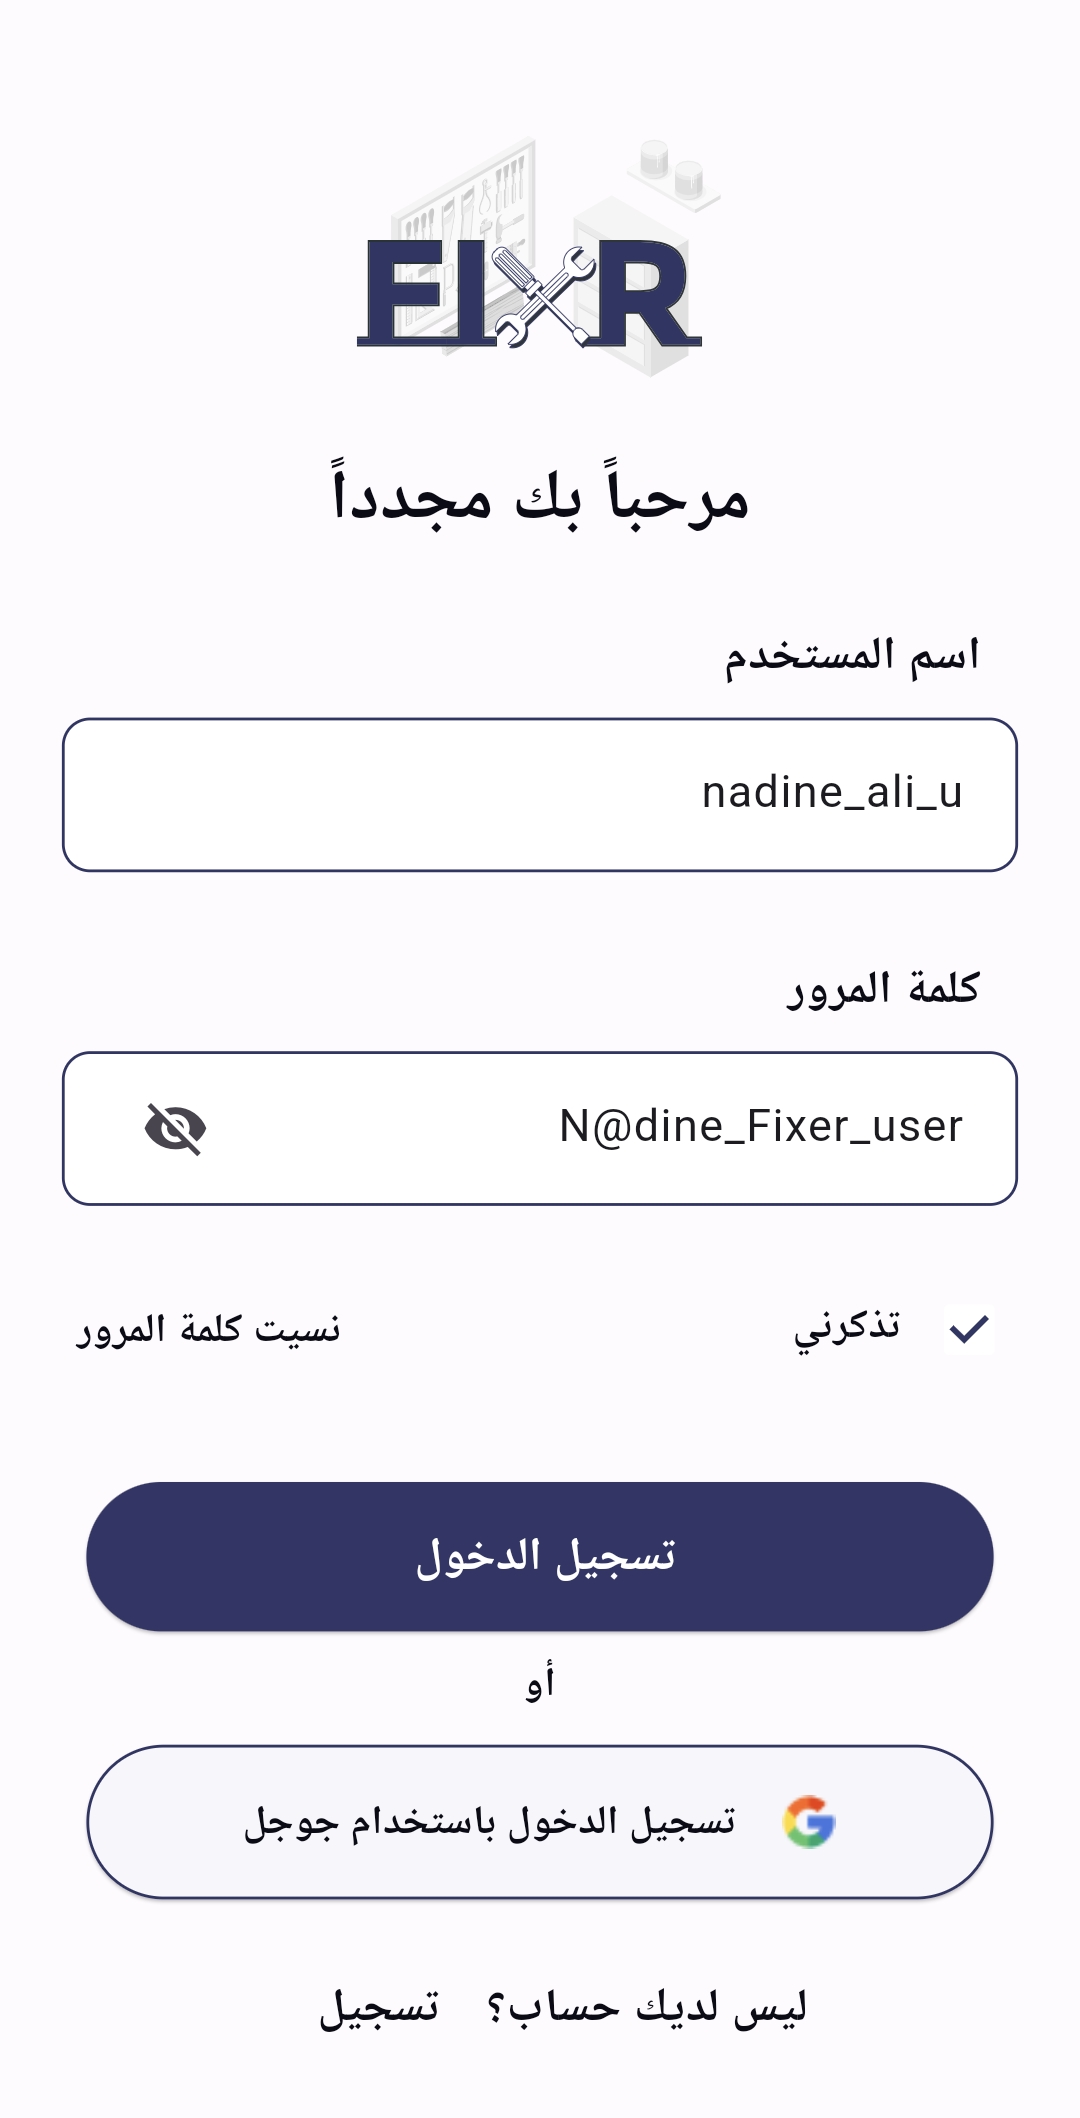 FIXR
مرحباً بك مجدداً
اسم المستخدم
nadine_ali_u
كلمة المرور
N@dine_Fixer_user
تذكرني
نسيت كلمة المرور
تسجيل الدخول
أو
تسجيل الدخول باستخدام جوجل
ليس لديك حساب؟ تسجيل